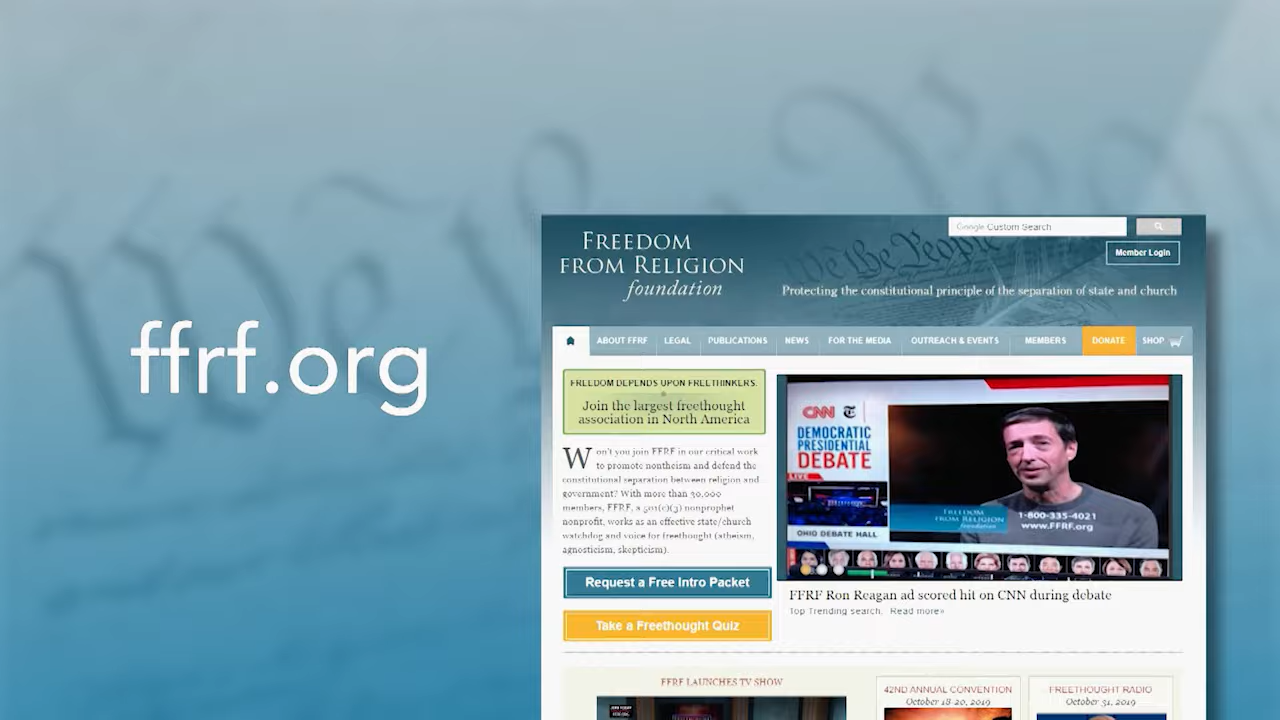 We the People
ffrf.org
FREEDOM
FROM RELIGION
foundation
Google Custom Search
Member Login
We the People
Protecting the constitutional principle of the separation of state and church
ABOUT FFRF
LEGAL
PUBLICATIONS
NEWS
FOR THE MEDIA
OUTREACH & EVENTS
MEMBERS
DONATE
SHOP
FREEDOM DEPENDS UPON FREETHINKERS.
Join the largest freethought
association in North America
Won't you join FFRF in our critical work
to promote nontheism and defend the
constitutional separation between religion and
government? With more than 30,000
members, FFRF, a 501(c)(3) nonprophet
nonprofit, works as an effective state/church
watchdog and voice for freethought (atheism,
agnosticism, skepticism).
Request a Free Intro Packet
Take a Freethought Quiz
CNN
DEMOCRATIC
PRESIDENTIAL
DEBATE
LIVE
OHIO DEBATE HALL
FREEDOM
FROM RELIGION
foundation
1-800-335-4021
www.FFRF.org
FFRF Ron Reagan ad scored hit on CNN during debate
Top Trending search. Read more»
FFRF LAUNCHES TV SHOW
42ND ANNUAL CONVENTION
October 18-20, 2019
FREETHOUGHT RADIO
October 31, 2019